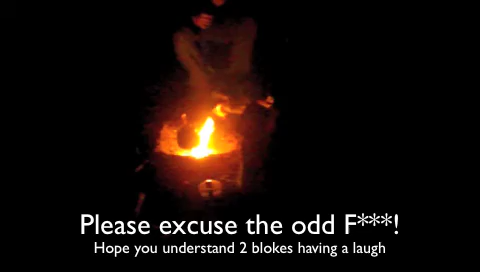 Please excuse the odd F***!
Hope you understand 2 blokes having a laugh